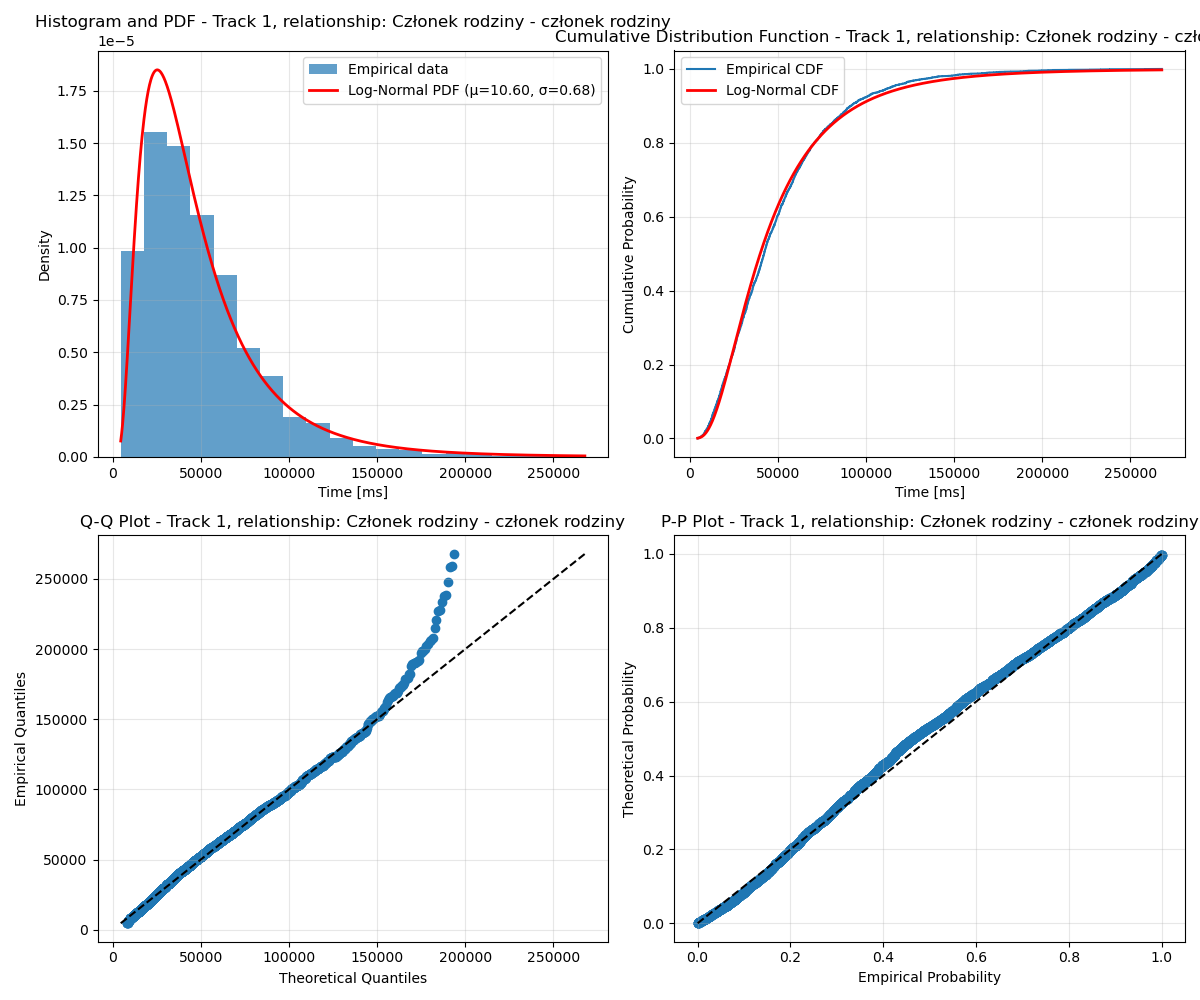 Histogram and PDF - Track 1, relationship: Członek rodziny - członek rodziny
1e−5
Empirical data
Log-Normal PDF (μ=10.60, σ=0.68)
1.75
1.50
1.25
1.00
0.75
0.50
0.25
0.00
Density
0 50000 100000 150000 200000 250000
Time [ms]
Cumulative Distribution Function - Track 1, relationship: Członek rodziny - czło
Empirical CDF
Log-Normal CDF
1.0
0.8
0.6
0.4
0.2
0.0
Cumulative Probability
0 50000 100000 150000 200000 250000
Time [ms]
Q-Q Plot - Track 1, relationship: Członek rodziny - członek rodziny
250000
200000
150000
100000
50000
0
Empirical Quantiles
0 50000 100000 150000 200000 250000
Theoretical Quantiles
P-P Plot - Track 1, relationship: Członek rodziny - członek rodziny
1.0
0.8
0.6
0.4
0.2
0.0
Theoretical Probability
0.0 0.2 0.4 0.6 0.8 1.0
Empirical Probability